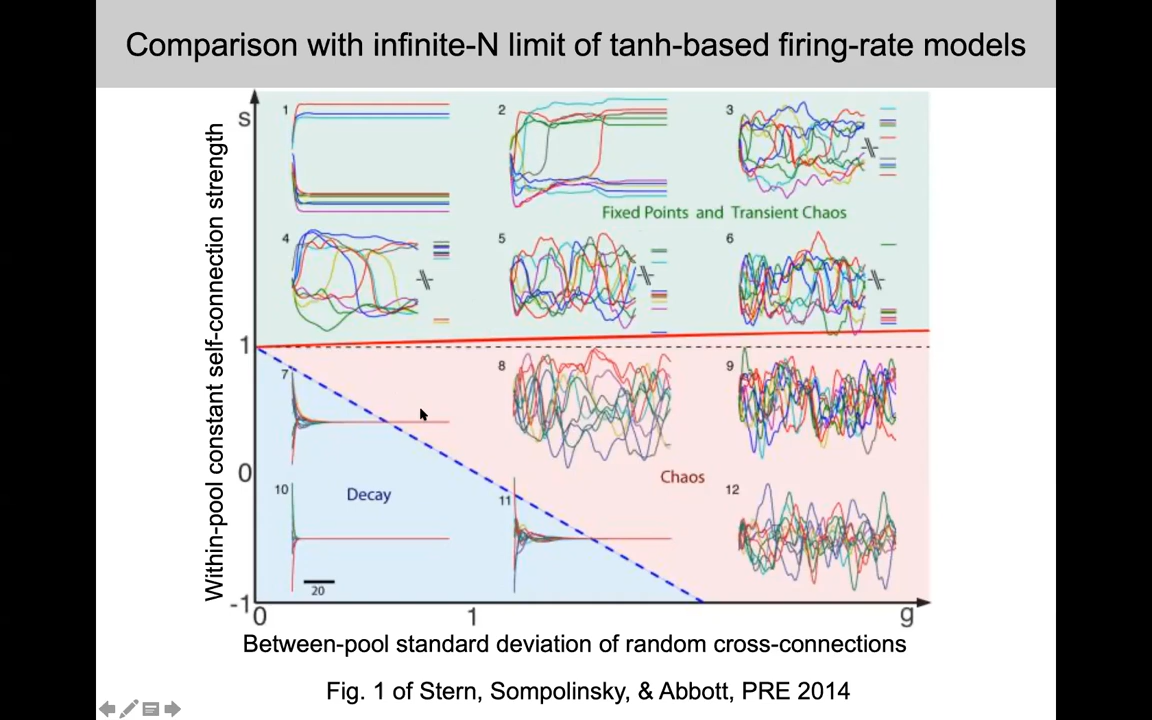 Comparison with infinite-N limit of tanh-based firing-rate models
s
1
2
3
Fixed Points and Transient Chaos
4
5
6
Within-pool constant self-connection strength
1
7
8
9
0
Chaos
10
Decay
11
12
20
-1
0
1
g
Between-pool standard deviation of random cross-connections
Fig. 1 of Stern, Sompolinsky, & Abbott, PRE 2014